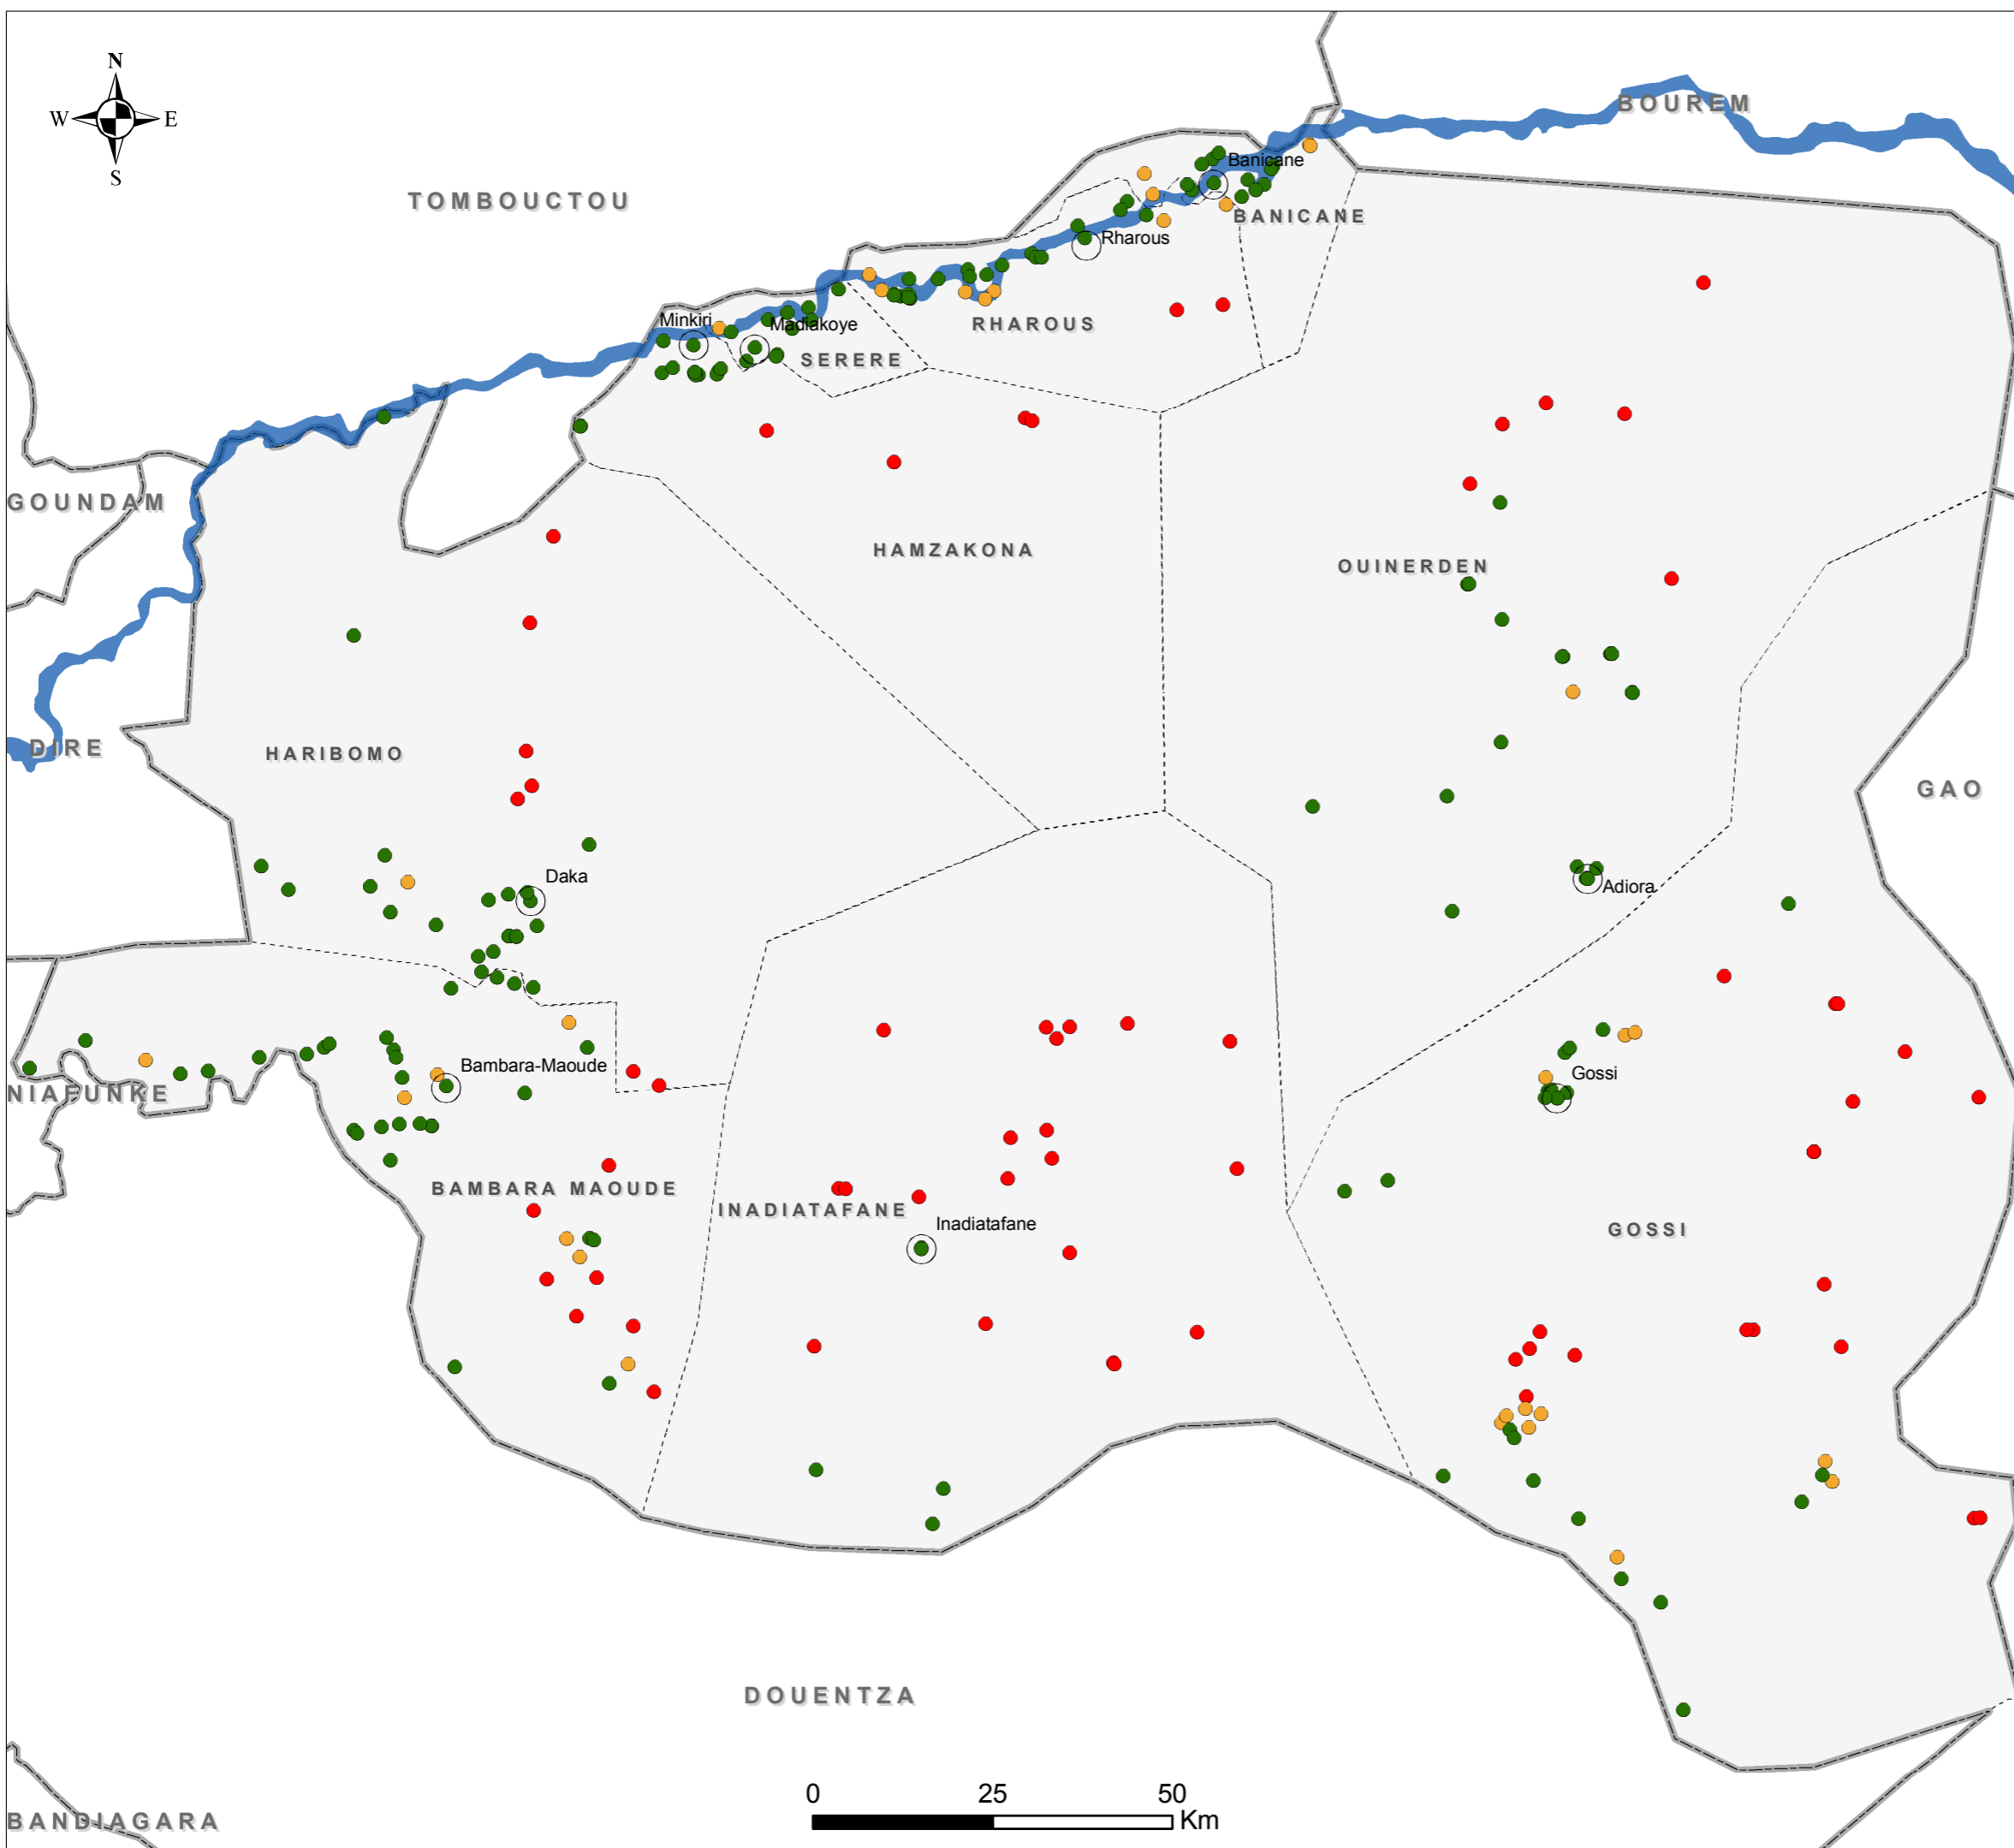 N
W E
S
BOUREM
TOMBOUCTOU
Banicane
BANICANE
Rharous
RHAROUS
Minkiri
Madiakoye
SERERE
GOUNDAM
HAMZAKONA
OUINERDEN
DIRE
HARIBOMO
GAO
Daka
Adiora
Bambara-Maoude
Gossi
NIAFUNKE
BAMBARA MAOUDE
INADIATAFANE
Inadiatafane
GOSSI
DOUENTZA
0 25 50
Km
BANDIAGARA